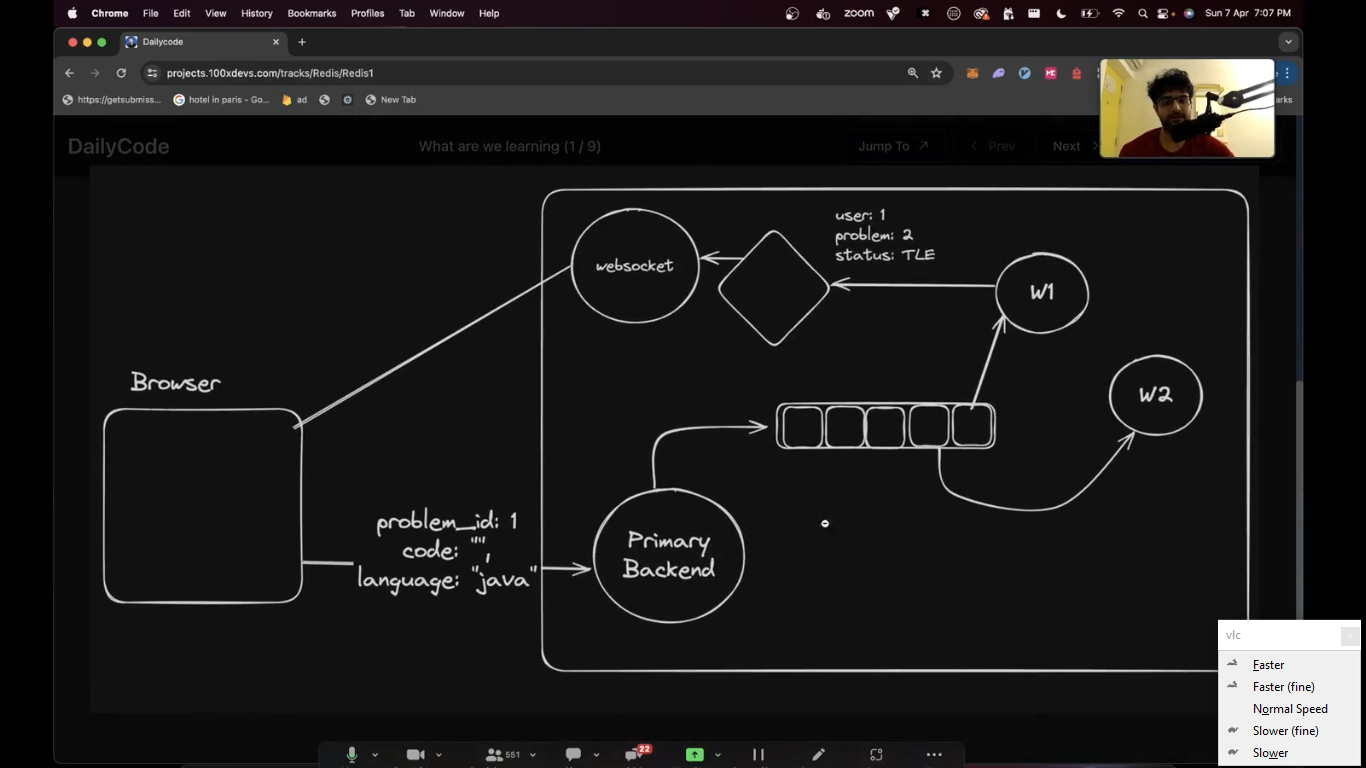 Chrome File Edit View History Bookmarks Profiles Tab Window Help
zoom
Sun 7 Apr 7:07 PM
Dailycode
projects.100xdevs.com/tracks/Redis/Redis1
https://getsubmiss...
hotel in paris - Go...
ad
New Tab
arks
DailyCode
What are we learning (1 / 9)
Jump To
Prev
Next
user: 1
problem: 2
status: TLE
websocket
W1
Browser
W2
problem_id: 1
code: "",
language: "java"
Primary
Backend
vlc
Faster
Faster (fine)
Normal Speed
Slower (fine)
Slower
551
22